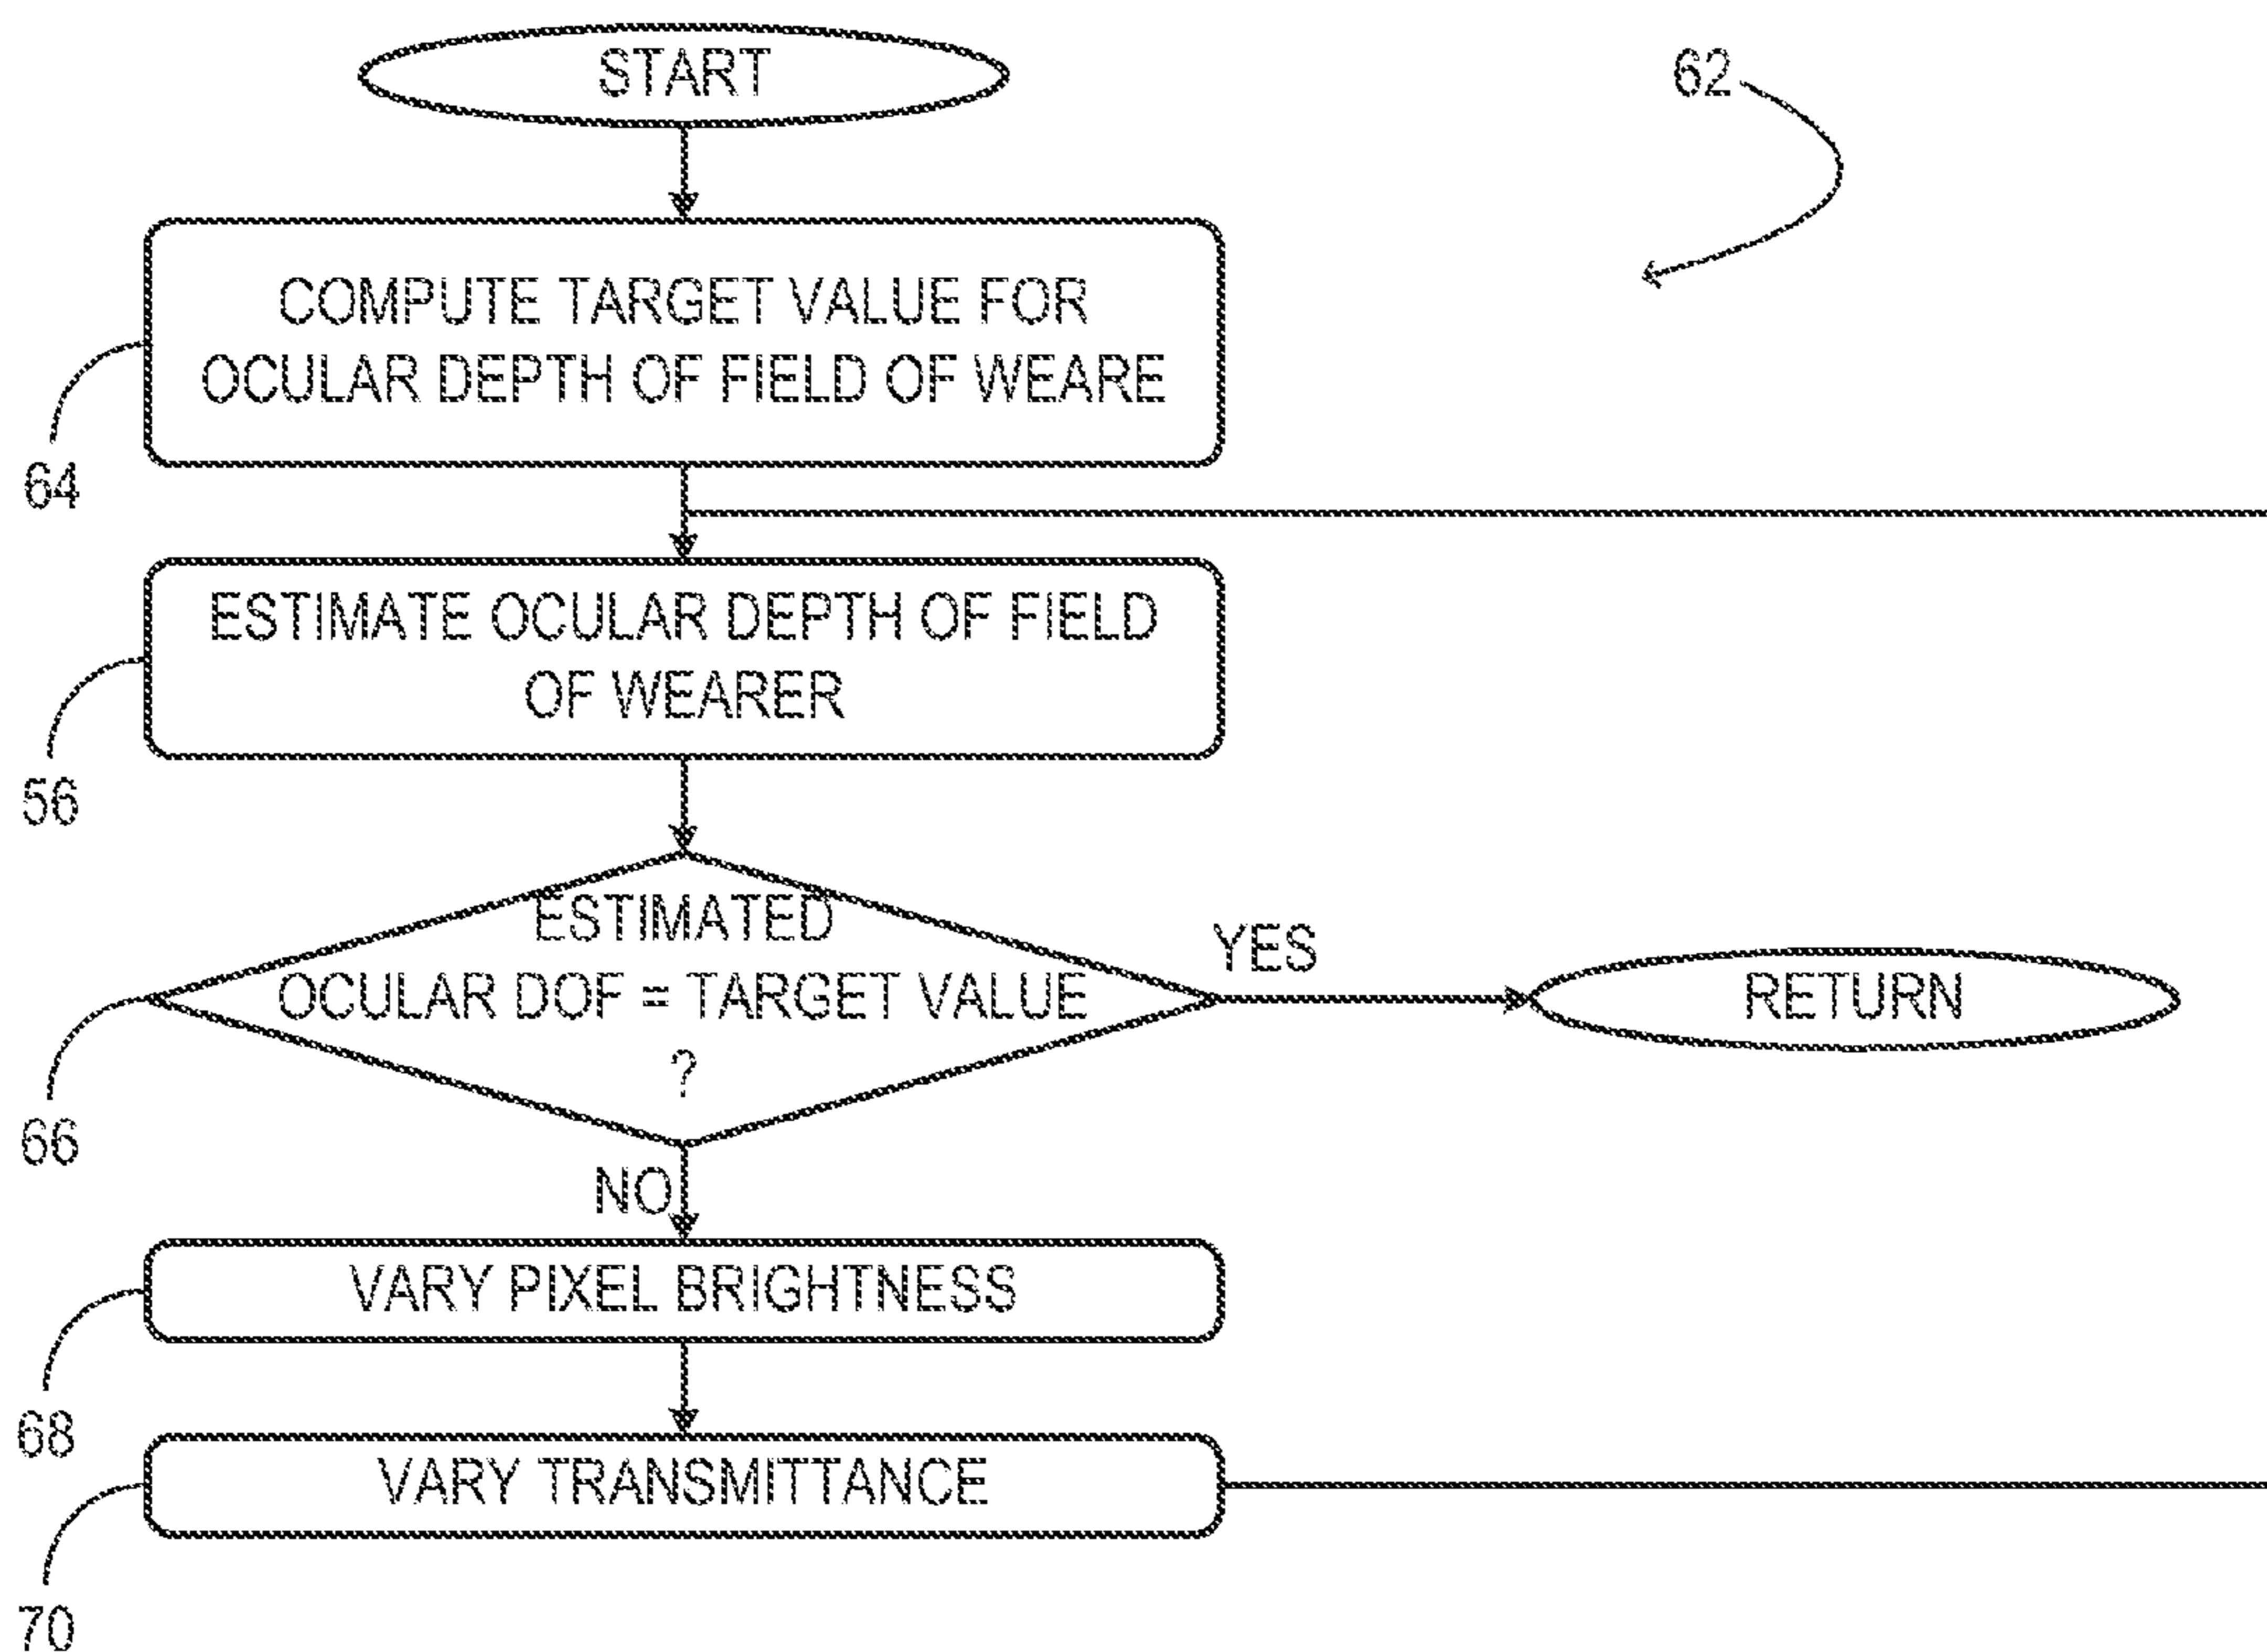 START
62
COMPUTE TARGET VALUE FOR
OCULAR DEPTH OF FIELD OF WEARE
64
ESTIMATE OCULAR DEPTH OF FIELD
OF WEARER
56
ESTIMATED
OCULAR DOF = TARGET VALUE
?
YES
RETURN
66
NO
VARY PIXEL BRIGHTNESS
68
VARY TRANSMITTANCE
70